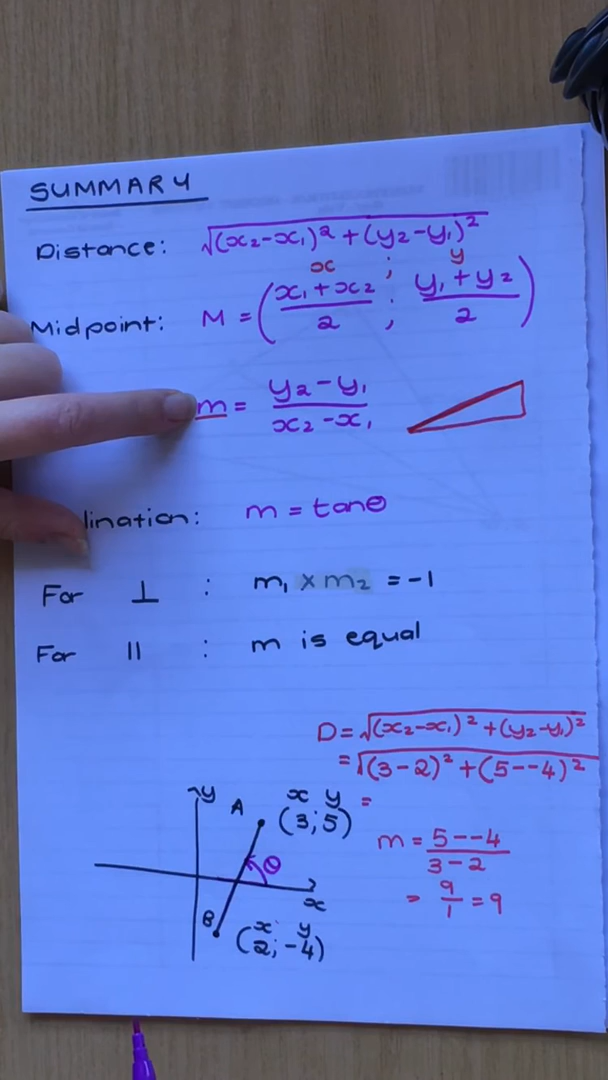 SUMMARY
Distance: √(x₂-x₁)² + (y₂-y₁)²
x ; y
Midpoint: M = (x₁ + x₂ / 2 ; y₁ + y₂ / 2)
m = y₂ - y₁ / x₂ - x₁
lination: m = tanθ
For ⊥ : m₁ × m₂ = -1
For || : m is equal
D = √(x₂-x₁)² + (y₂-y₁)²
= √(3-2)² + (5--4)²
=
y
A
x y
(3;5)
θ
x
B
x y
(2;-4)
m = 5--4 / 3-2
= 9/1 = 9